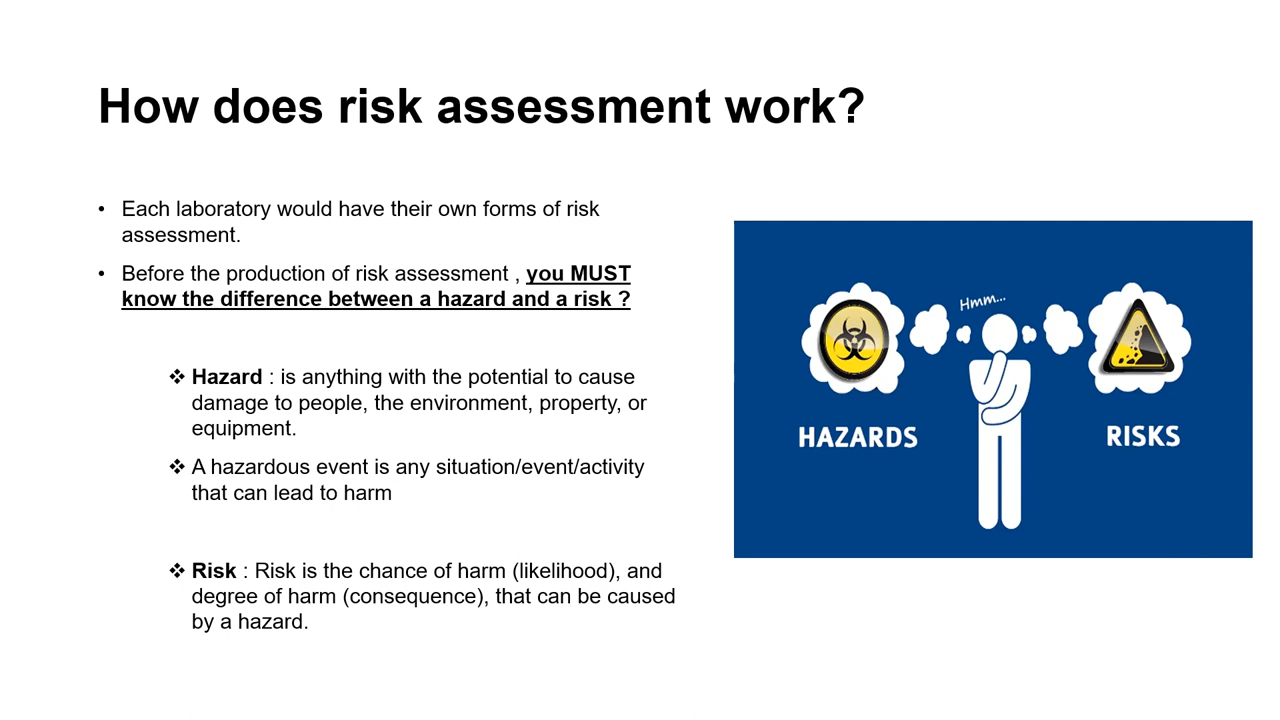 How does risk assessment work?
• Each laboratory would have their own forms of risk
assessment.
• Before the production of risk assessment , you MUST
know the difference between a hazard and a risk ?
❖ Hazard : is anything with the potential to cause
damage to people, the environment, property, or
equipment.
❖ A hazardous event is any situation/event/activity
that can lead to harm
❖ Risk : Risk is the chance of harm (likelihood), and
degree of harm (consequence), that can be caused
by a hazard.
Hmm...
HAZARDS
RISKS